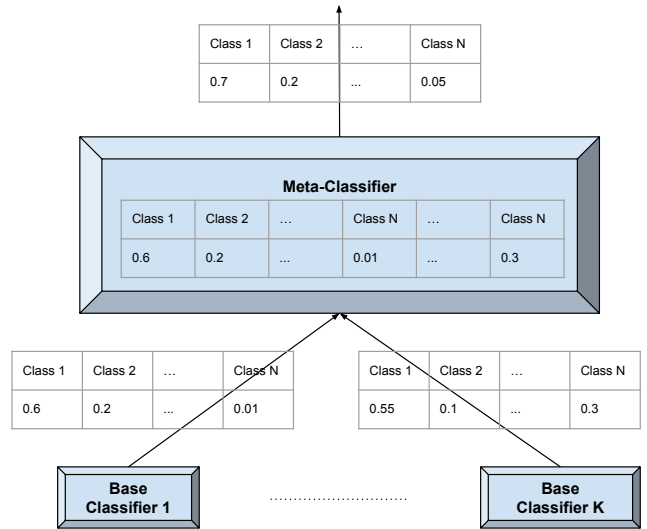 Class 1 Class 2 … Class N
0.7 0.2 ... 0.05
Meta-Classifier
Class 1 Class 2 … Class N … Class N
0.6 0.2 ... 0.01 ... 0.3
Class 1 Class 2 … Class N
0.6 0.2 ... 0.01
Class 1 Class 2 … Class N
0.55 0.1 ... 0.3
Base
Classifier 1
Base
Classifier K